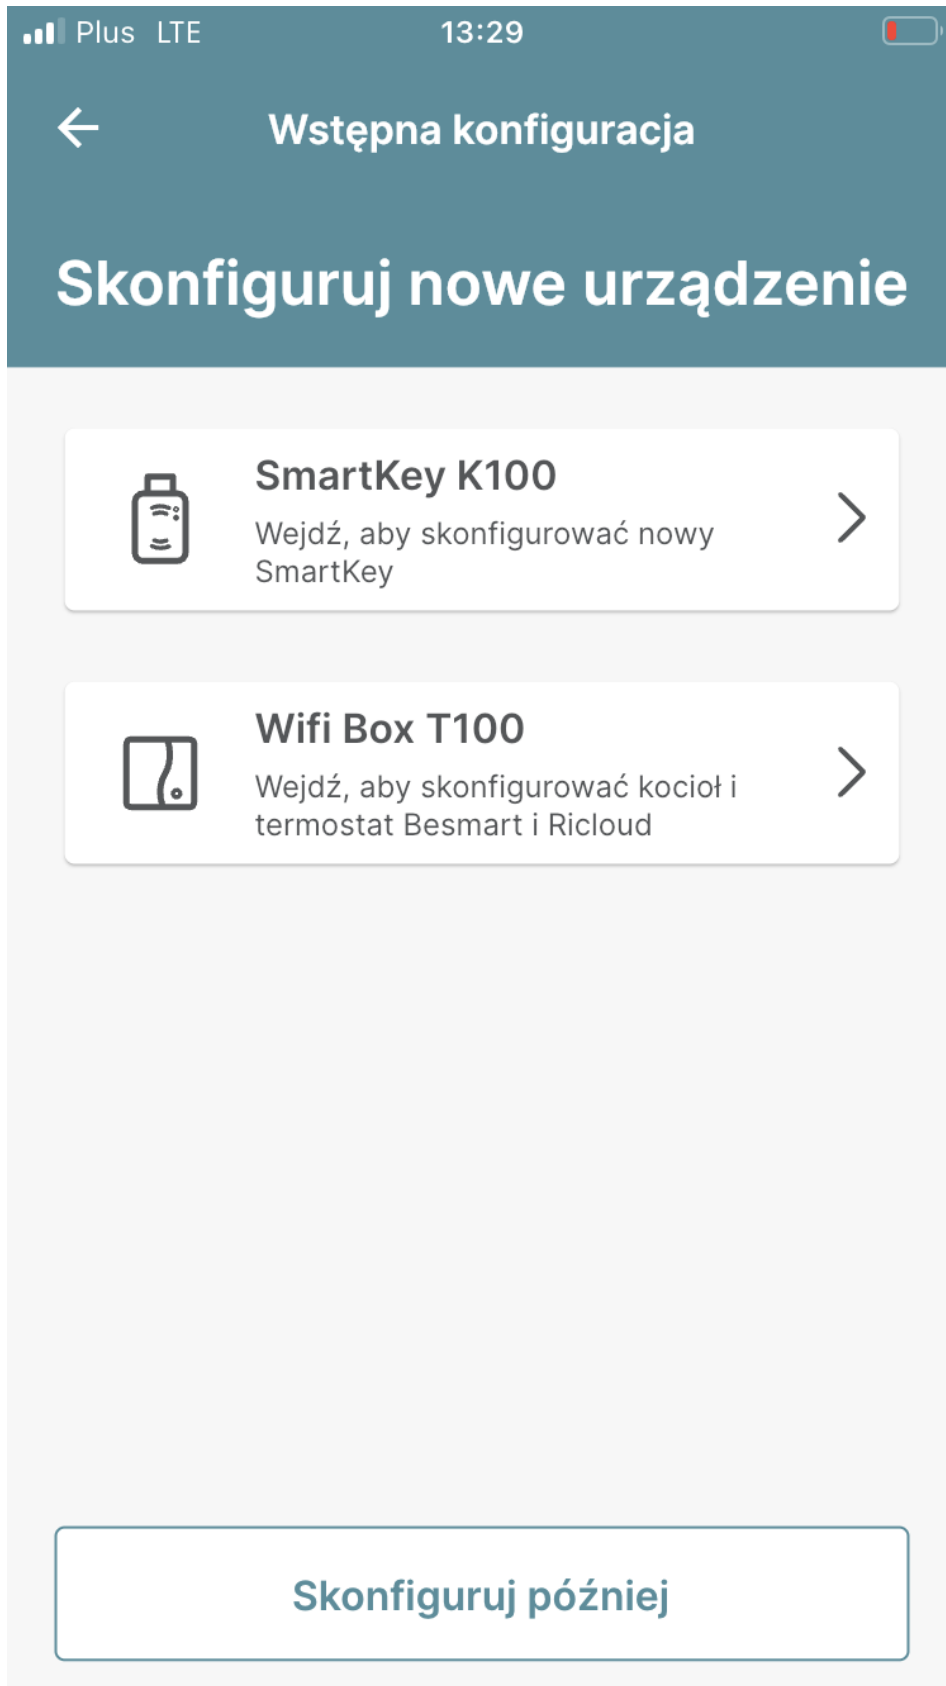 Plus LTE 13:29
Wstępna konfiguracja
Skonfiguruj nowe urządzenie
SmartKey K100
Wejdź, aby skonfigurować nowy
SmartKey
Wifi Box T100
Wejdź, aby skonfigurować kocioł i
termostat Besmart i Ricloud
Skonfiguruj później